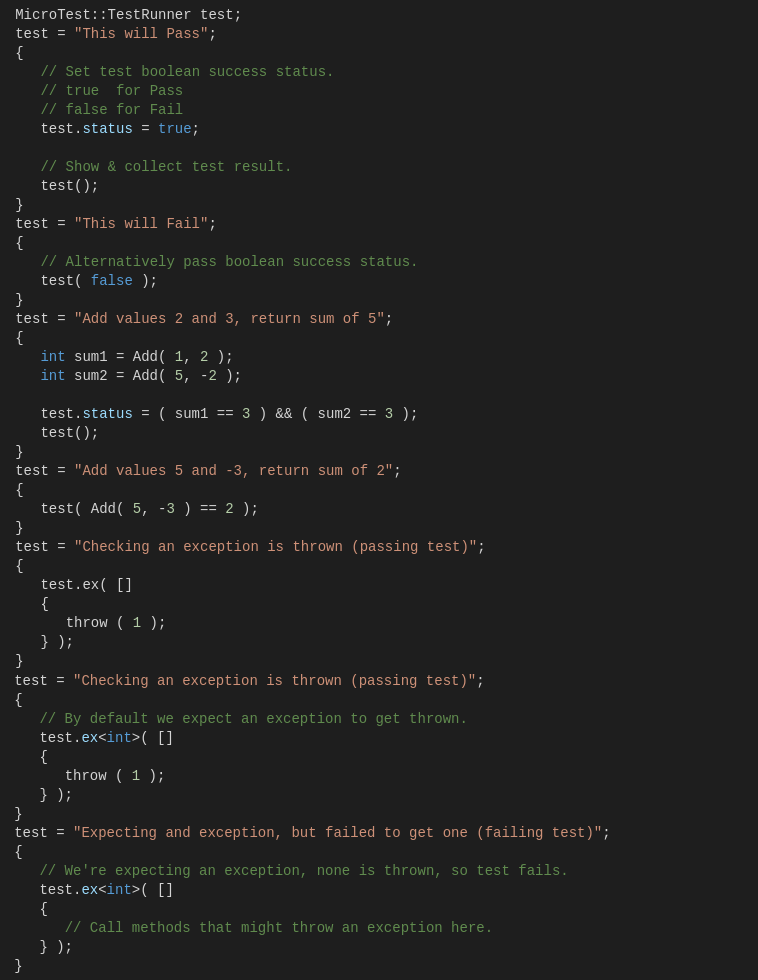 MicroTest::TestRunner test;
test = "This will Pass";
{
   // Set test boolean success status.
   // true  for Pass
   // false for Fail
   test.status = true;

   // Show & collect test result.
   test();
}
test = "This will Fail";
{
   // Alternatively pass boolean success status.
   test( false );
}
test = "Add values 2 and 3, return sum of 5";
{
   int sum1 = Add( 1, 2 );
   int sum2 = Add( 5, -2 );

   test.status = ( sum1 == 3 ) && ( sum2 == 3 );
   test();
}
test = "Add values 5 and -3, return sum of 2";
{
   test( Add( 5, -3 ) == 2 );
}
test = "Checking an exception is thrown (passing test)";
{
   test.ex( []
   {
      throw ( 1 );
   } );
}
test = "Checking an exception is thrown (passing test)";
{
   // By default we expect an exception to get thrown.
   test.ex<int>( []
   {
      throw ( 1 );
   } );
}
test = "Expecting and exception, but failed to get one (failing test)";
{
   // We're expecting an exception, none is thrown, so test fails.
   test.ex<int>( []
   {
      // Call methods that might throw an exception here.
   } );
}